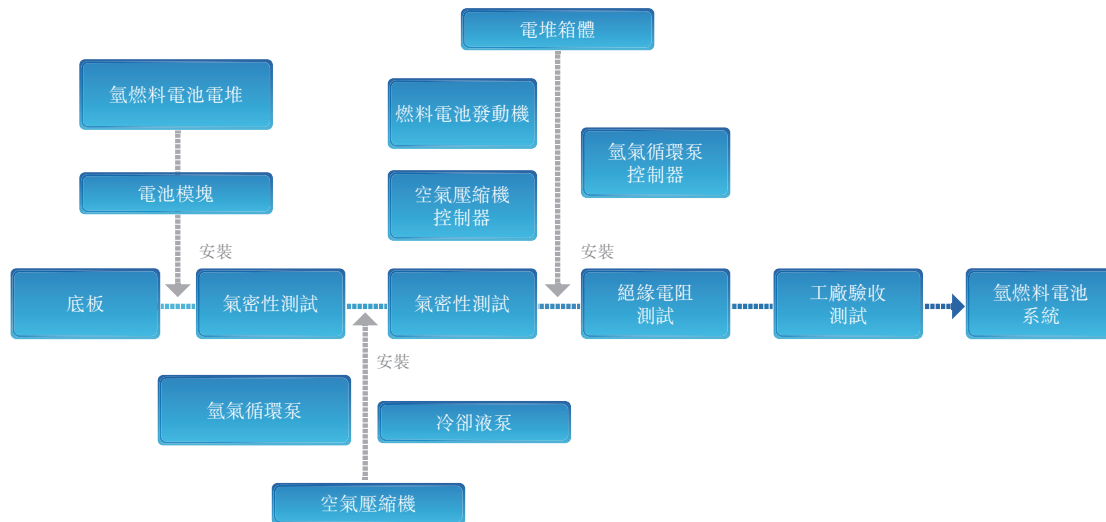 電堆箱體
氫燃料電池電堆
燃料電池發動機
氫氣循環泵
控制器
電池模塊
空氣壓縮機
控制器
安裝
安裝
底板
氣密性測試
氣密性測試
絕緣電阻
測試
工廠驗收
測試
氫燃料電池
系統
安裝
氫氣循環泵
冷卻液泵
空氣壓縮機